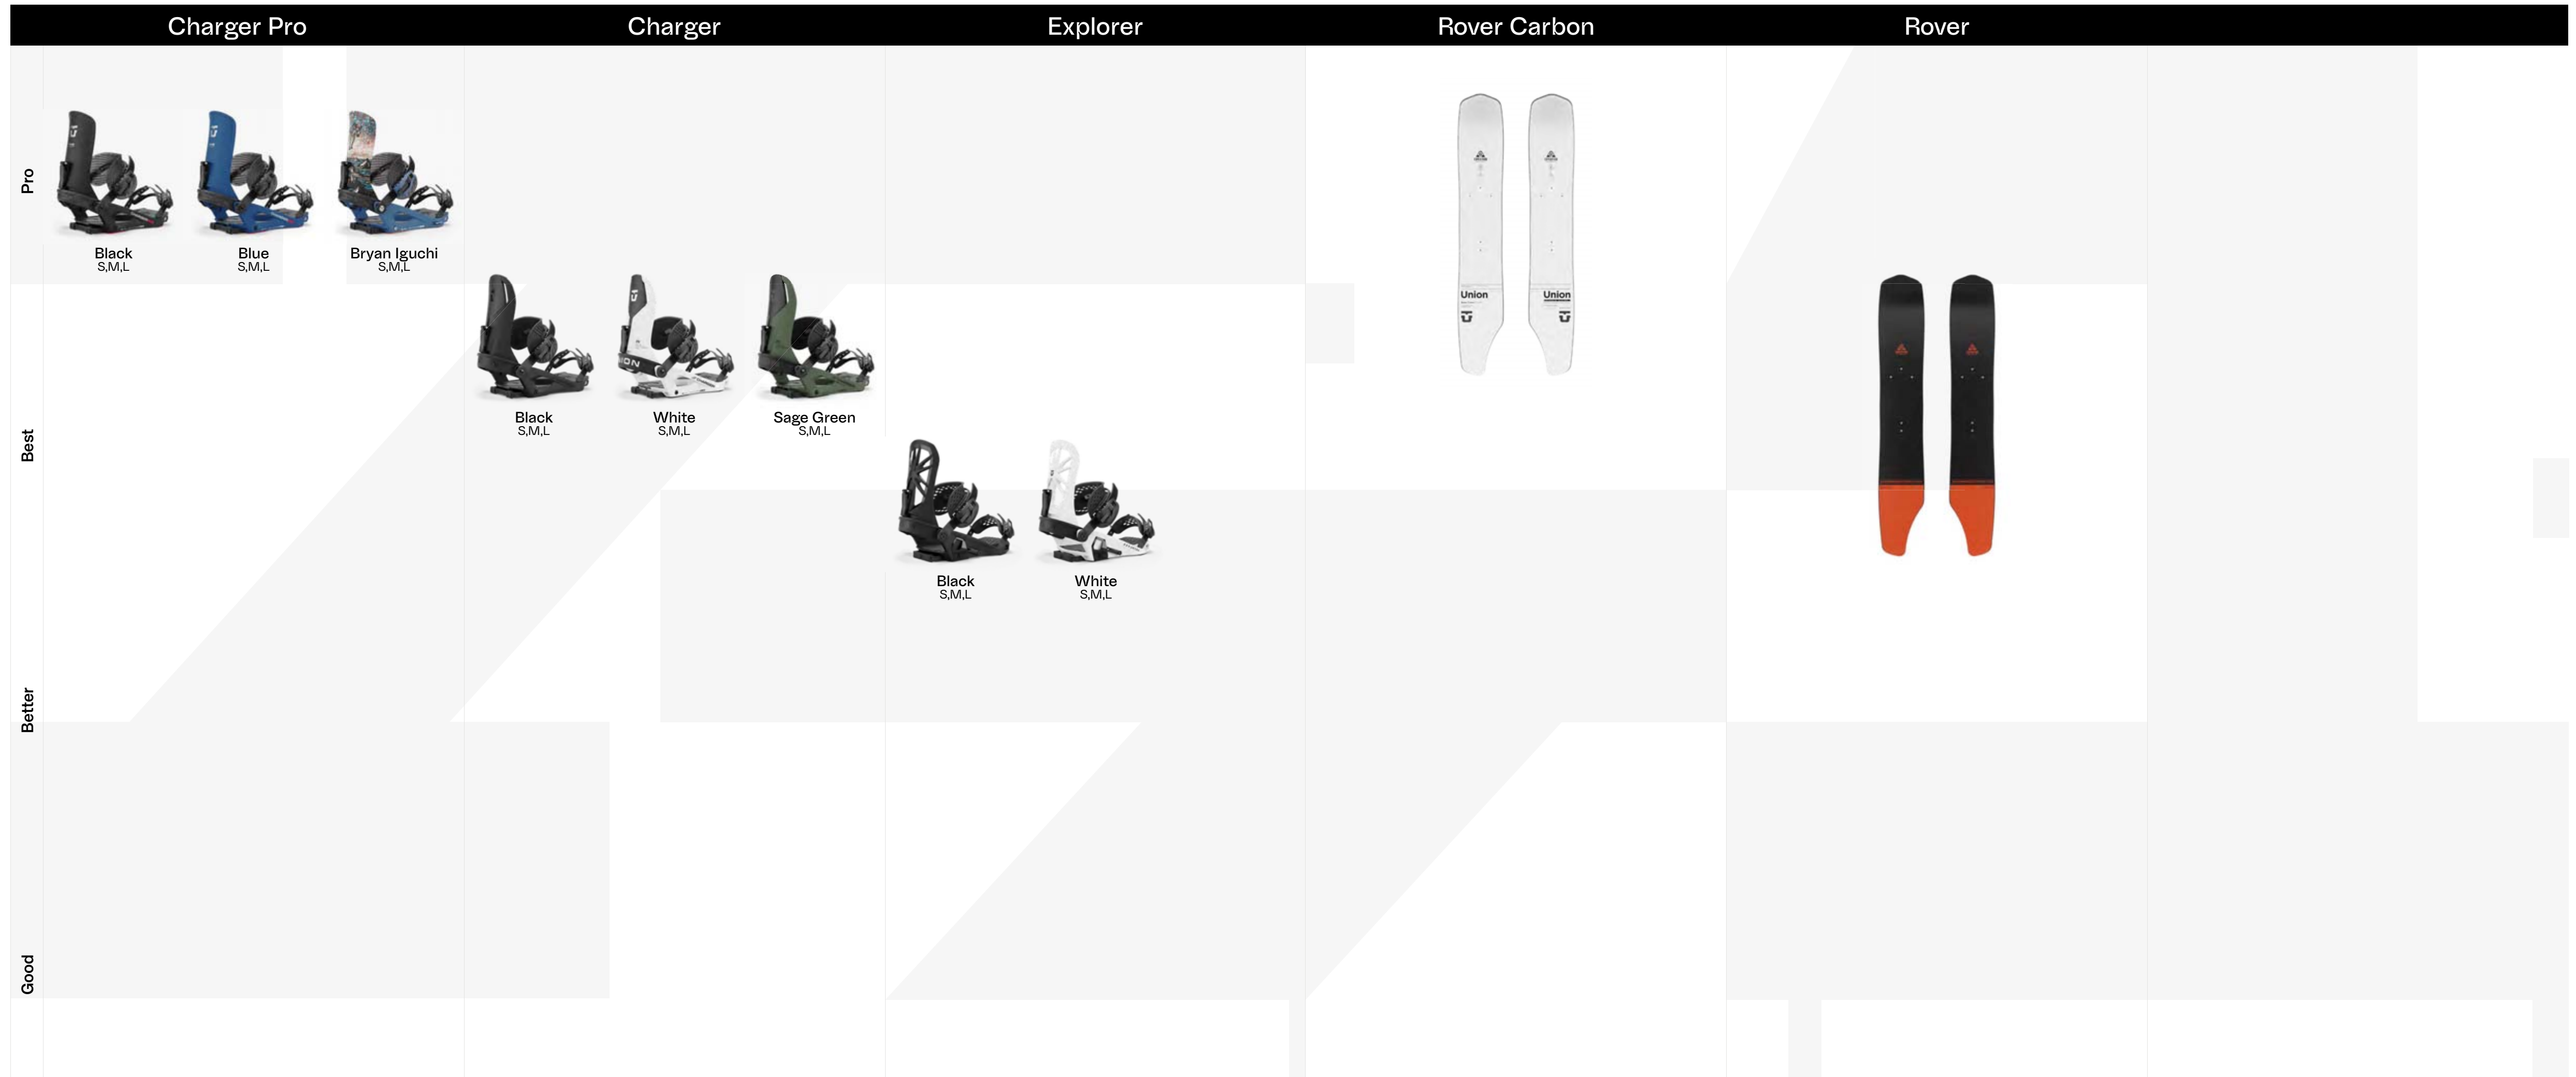 Charger Pro
Charger
Explorer
Rover Carbon
Rover
Pro
Black
S,M,L
Blue
S,M,L
Bryan Iguchi
S,M,L
Union
Union
Best
Black
S,M,L
White
S,M,L
Sage Green
S,M,L
Black
S,M,L
White
S,M,L
Better
Good